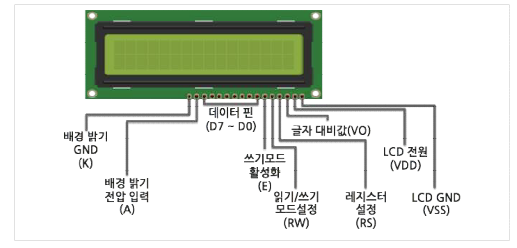 데이터 핀
(D7 ~ D0)
글자 대비값(VO)
배경 밝기
GND
(K)
쓰기모드
활성화
(E)
LCD 전원
(VDD)
배경 밝기
전압 입력
(A)
읽기/쓰기
모드설정
(RW)
레지스터
설정
(RS)
LCD GND
(VSS)